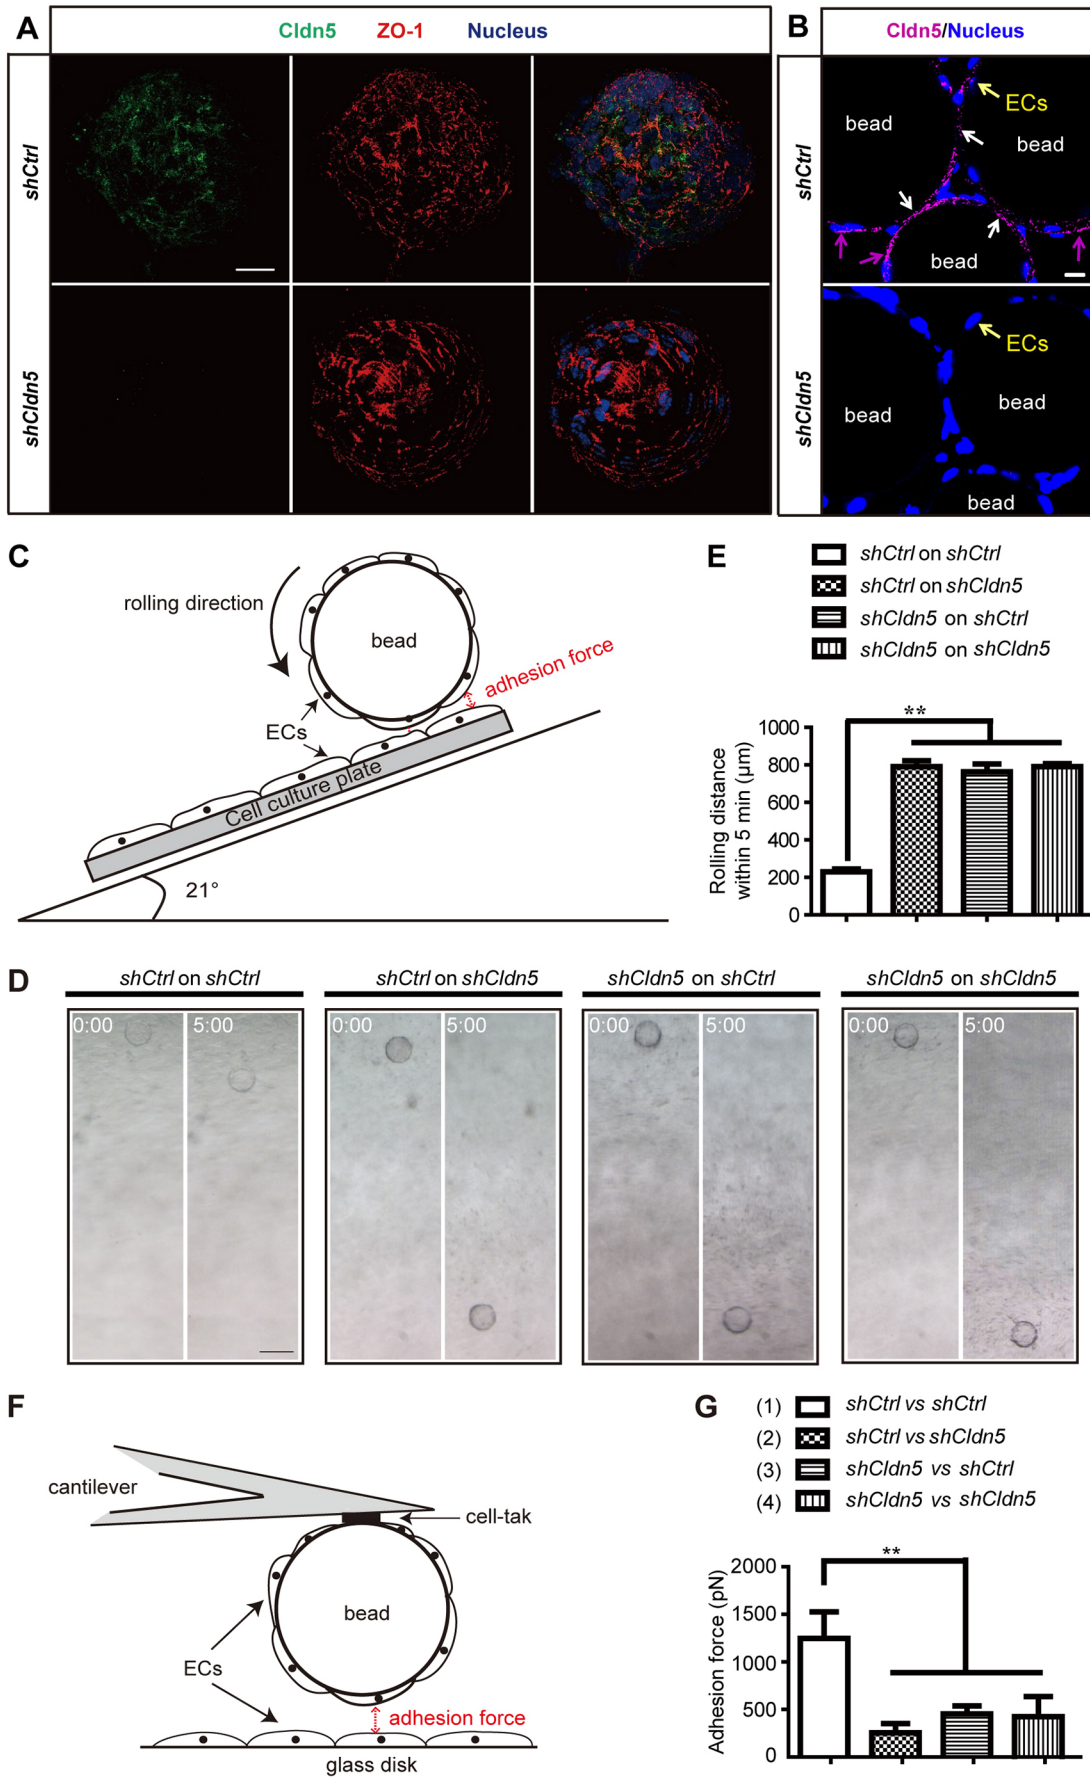 A
Cldn5 ZO-1 Nucleus
shCtrl
shCldn5
B
Cldn5/Nucleus
shCtrl
ECs
bead
bead
bead
shCldn5
ECs
bead
bead
bead
C
rolling direction
bead
adhesion force
ECs
Cell culture plate
21°
E
shCtrl on shCtrl
shCtrl on shCldn5
shCldn5 on shCtrl
shCldn5 on shCldn5
**
Rolling distance
within 5 min (μm)
1000
800
600
400
200
0
D
shCtrl on shCtrl
0:00 5:00
shCtrl on shCldn5
0:00 5:00
shCldn5 on shCtrl
0:00 5:00
shCldn5 on shCldn5
0:00 5:00
F
cantilever
cell-tak
bead
ECs
adhesion force
glass disk
G
(1) shCtrl vs shCtrl
(2) shCtrl vs shCldn5
(3) shCldn5 vs shCtrl
(4) shCldn5 vs shCldn5
**
Adhesion force (pN)
2000
1500
1000
500
0